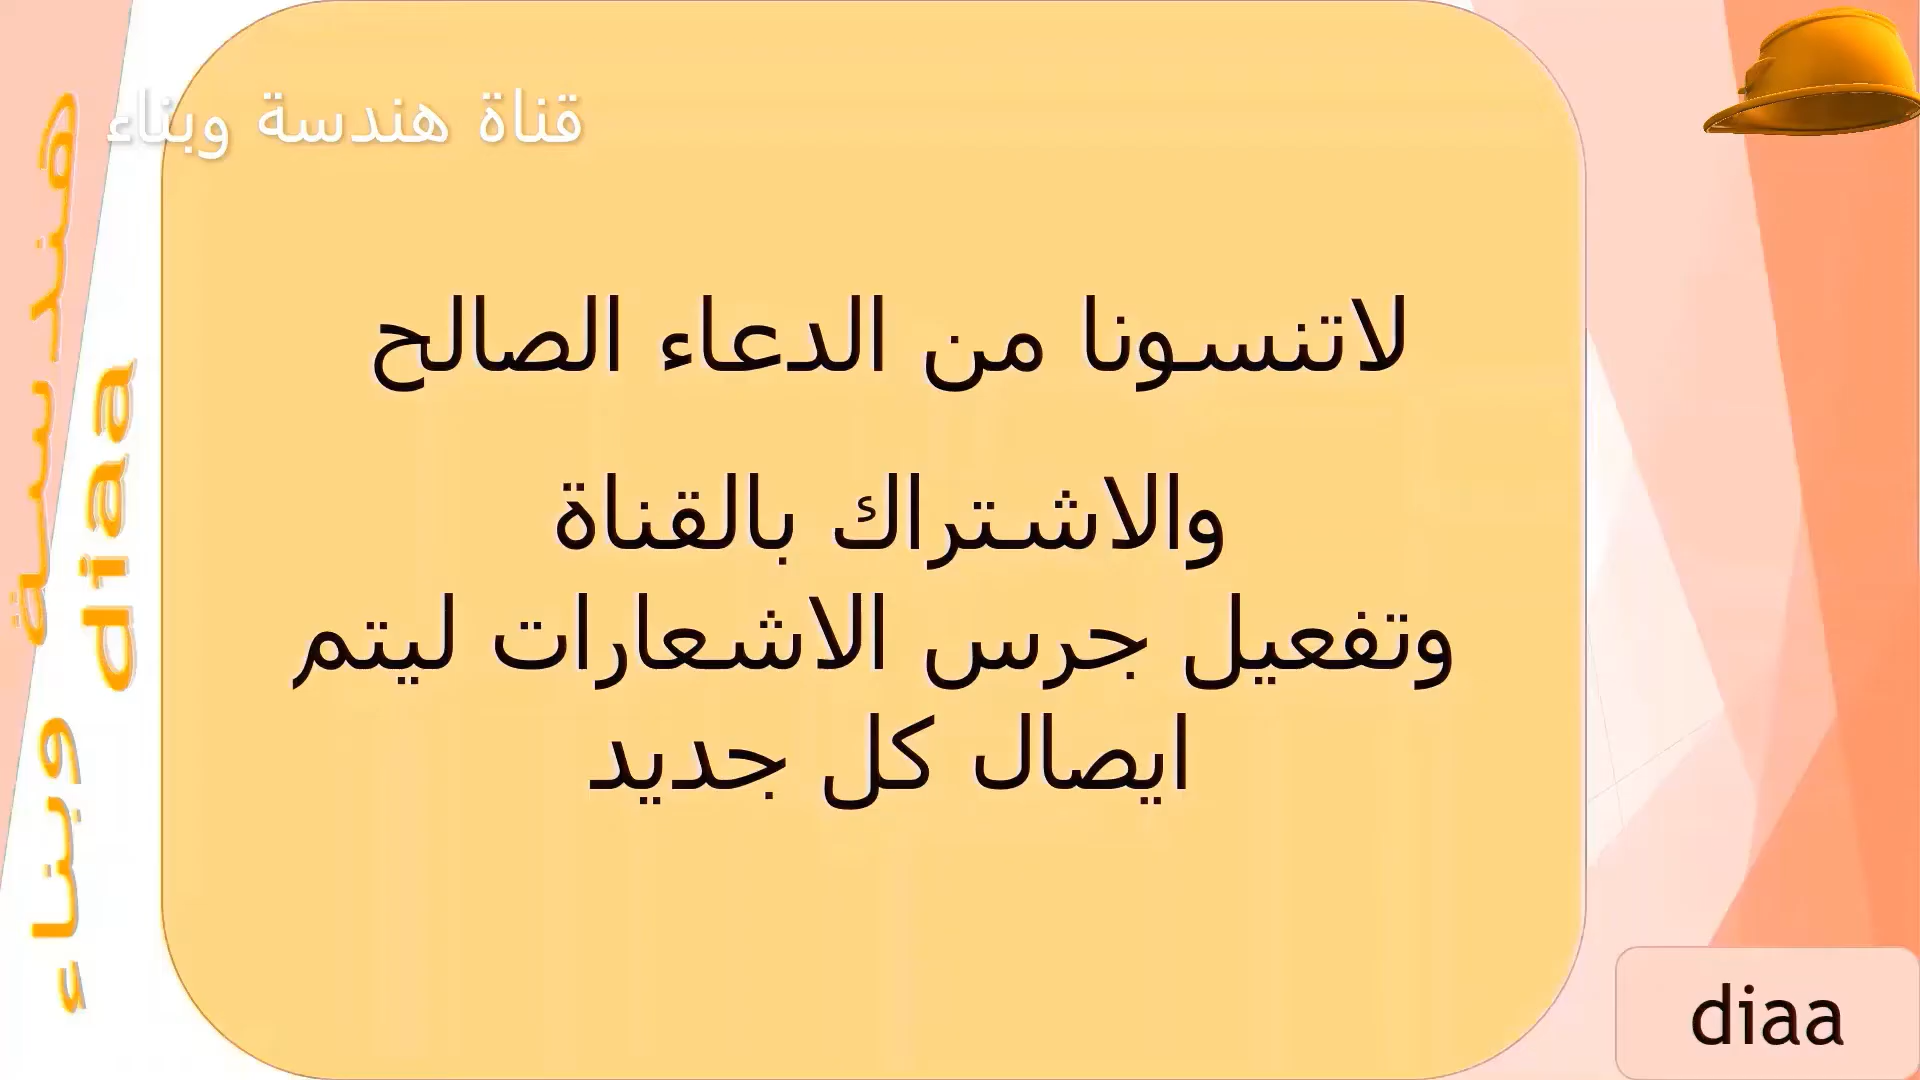 قناة هندسة وبناء
لاتنسونا من الدعاء الصالح
والاشتراك بالقناة
وتفعيل جرس الاشعارات ليتم
ايصال كل جديد
هندسة وبناء
diaa
diaa